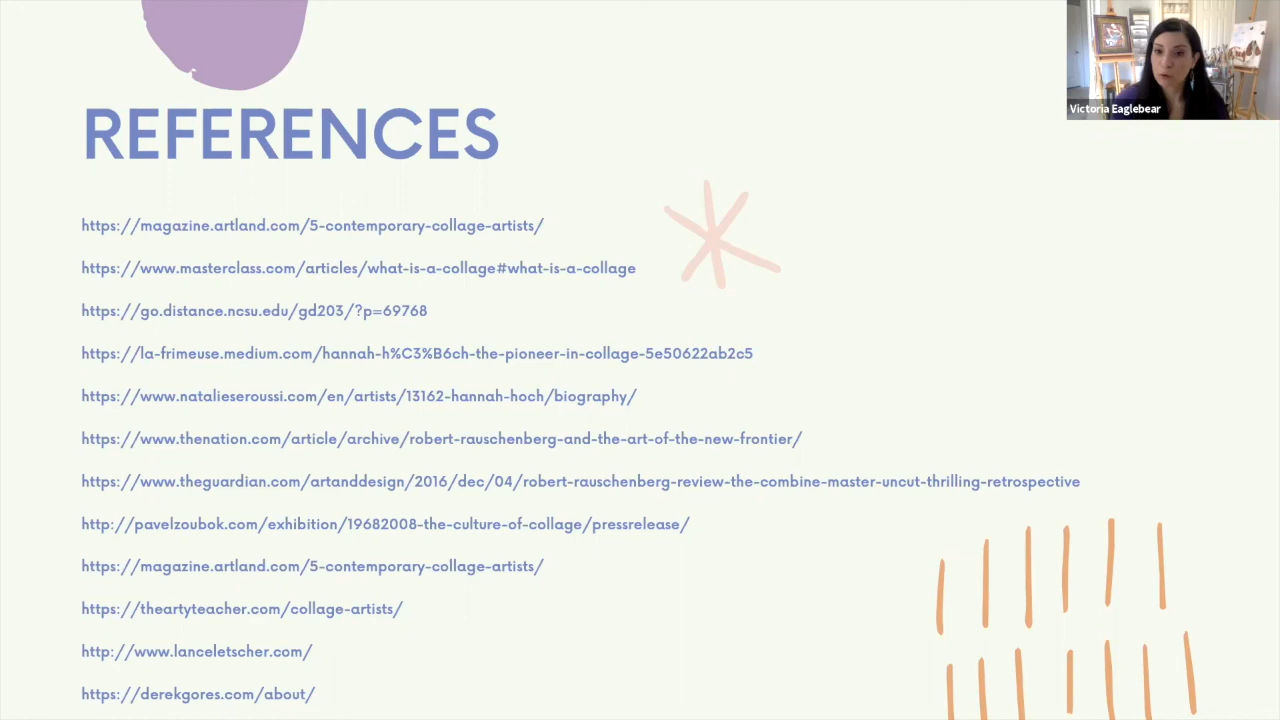 Victoria Eaglebear
REFERENCES
https://magazine.artland.com/5-contemporary-collage-artists/
https://www.masterclass.com/articles/what-is-a-collage#what-is-a-collage
https://go.distance.ncsu.edu/gd203/?p=69768
https://la-frimeuse.medium.com/hannah-h%C3%B6ch-the-pioneer-in-collage-5e50622ab2c5
https://www.natalieseroussi.com/en/artists/13162-hannah-hoch/biography/
https://www.thenation.com/article/archive/robert-rauschenberg-and-the-art-of-the-new-frontier/
https://www.theguardian.com/artanddesign/2016/dec/04/robert-rauschenberg-review-the-combine-master-uncut-thrilling-retrospective
http://pavelzoubok.com/exhibition/19682008-the-culture-of-collage/pressrelease/
https://magazine.artland.com/5-contemporary-collage-artists/
https://theartyteacher.com/collage-artists/
http://www.lanceletscher.com/
https://derekgores.com/about/